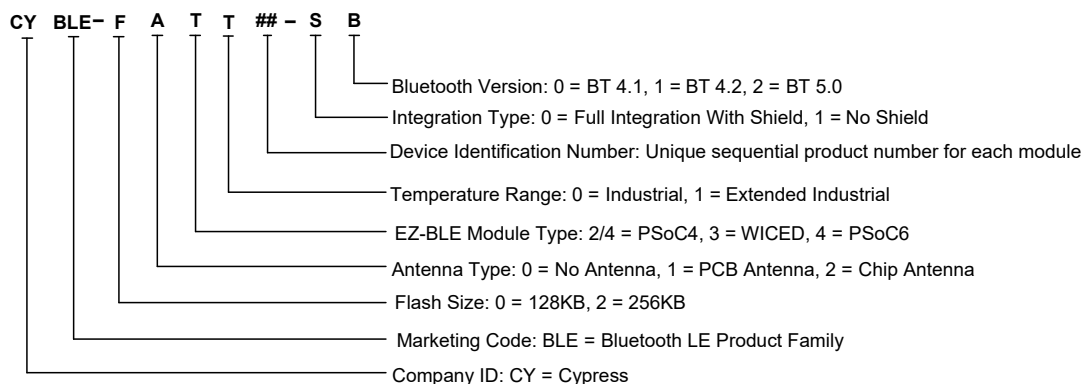 CY BLE – F A T T ## – S B
Bluetooth Version: 0 = BT 4.1, 1 = BT 4.2, 2 = BT 5.0
Integration Type: 0 = Full Integration With Shield, 1 = No Shield
Device Identification Number: Unique sequential product number for each module
Temperature Range: 0 = Industrial, 1 = Extended Industrial
EZ-BLE Module Type: 2/4 = PSoC4, 3 = WICED, 4 = PSoC6
Antenna Type: 0 = No Antenna, 1 = PCB Antenna, 2 = Chip Antenna
Flash Size: 0 = 128KB, 2 = 256KB
Marketing Code: BLE = Bluetooth LE Product Family
Company ID: CY = Cypress